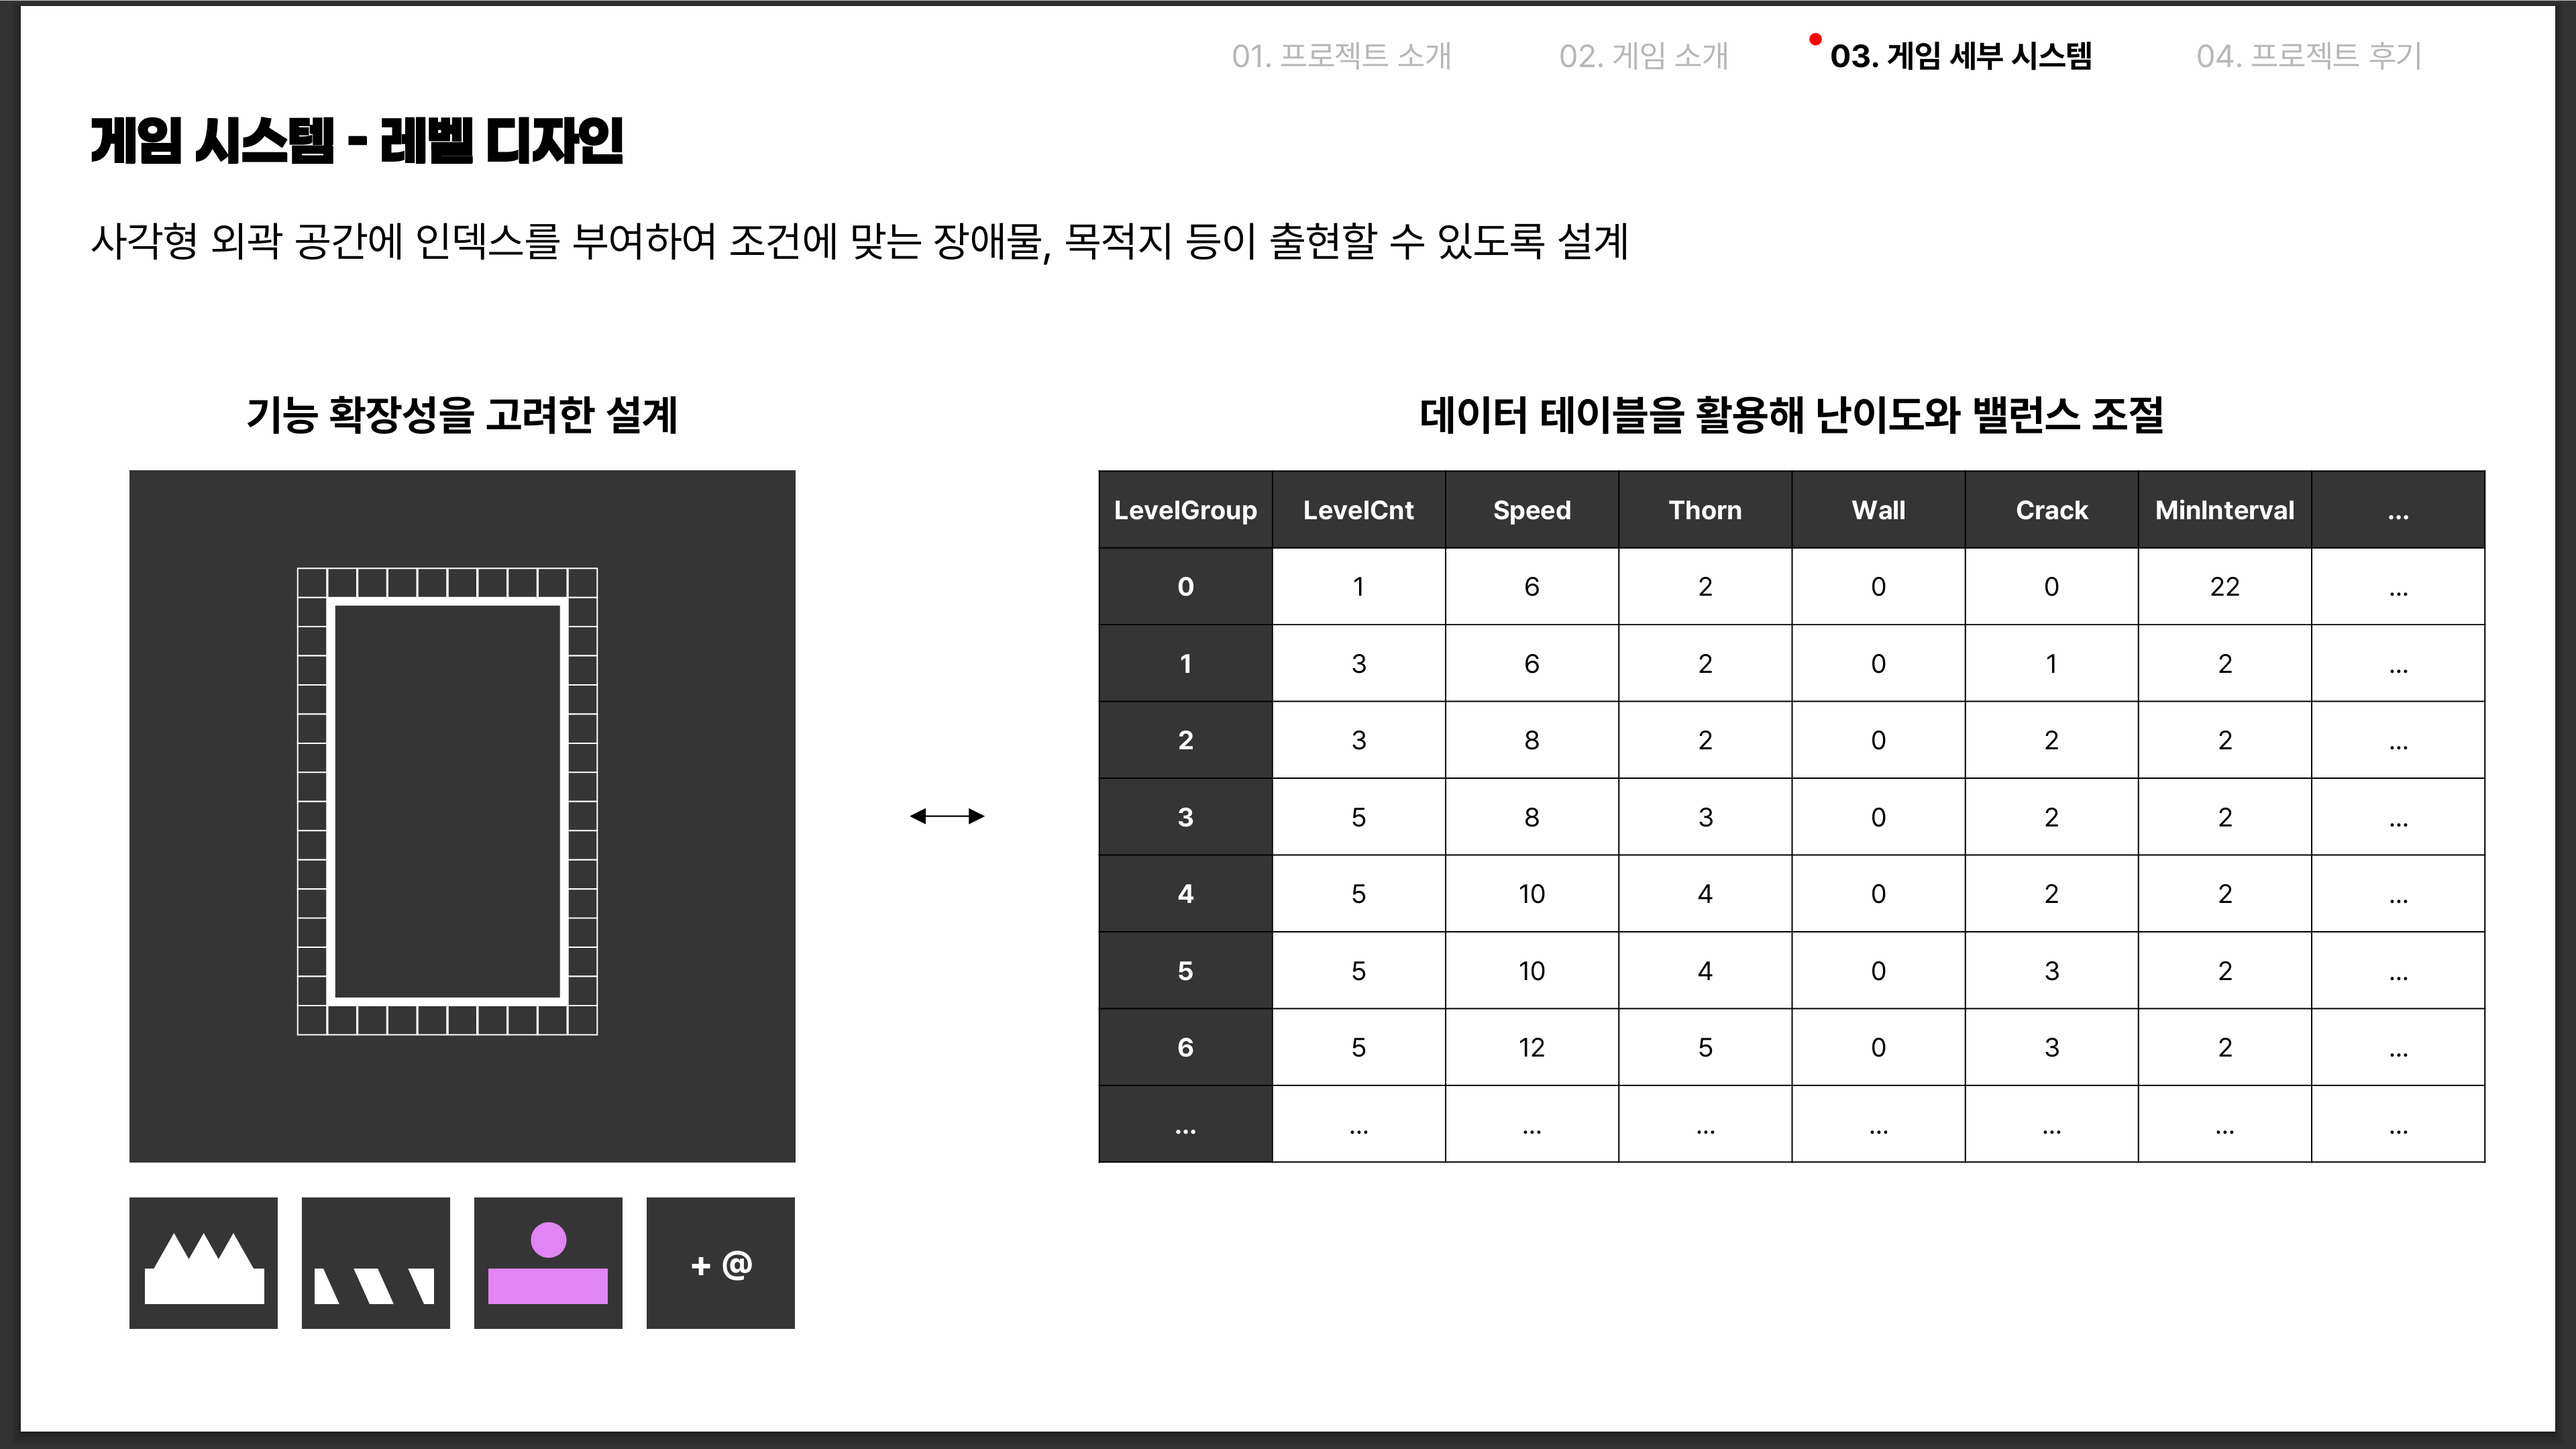 01. 프로젝트 소개 02. 게임 소개 03. 게임 세부 시스템 04. 프로젝트 후기
게임 시스템 - 레벨 디자인
사각형 외곽 공간에 인덱스를 부여하여 조건에 맞는 장애물, 목적지 등이 출현할 수 있도록 설계
기능 확장성을 고려한 설계
+ @
데이터 테이블을 활용해 난이도와 밸런스 조절
LevelGroup LevelCnt Speed Thorn Wall Crack MinInterval ...
0 1 6 2 0 0 22 ...
1 3 6 2 0 1 2 ...
2 3 8 2 0 2 2 ...
3 5 8 3 0 2 2 ...
4 5 10 4 0 2 2 ...
5 5 10 4 0 3 2 ...
6 5 12 5 0 3 2 ...
... ... ... ... ... ... ... ...